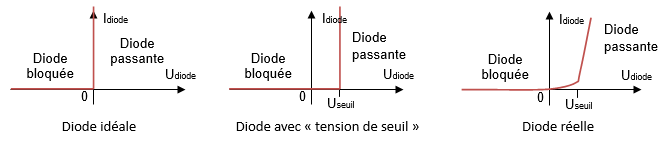 Idiode
Diode
bloquée
Diode
passante
Udiode
0
Diode idéale
Idiode
Diode
bloquée
Diode
passante
Udiode
0
Useuil
Diode avec « tension de seuil »
Idiode
Diode
bloquée
Diode
passante
Udiode
0
Useuil
Diode réelle